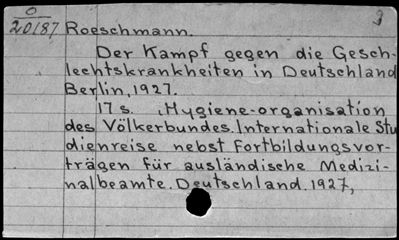 O 3
20187 Roeschmann.
Der Kampf gegen die Gesch-
lechtskrankheiten in Deutschland
Berlin, 1927.
17 s. (Hygiene-organisation
des Völkerbundes. Internationale Stu
dienreise nebst Fortbildungsvor-
trägen für ausländische Medizi-
nalbeamte. Deutschland. 1927,